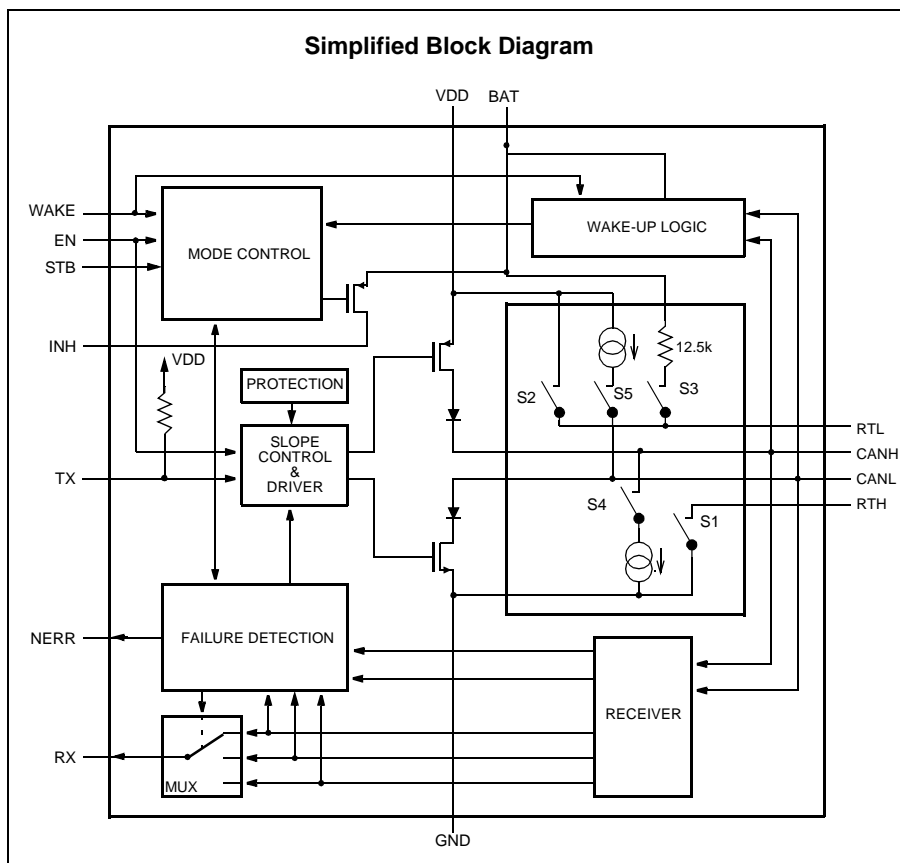 Simplified Block Diagram
VDD
BAT
WAKE
EN
STB
MODE CONTROL
WAKE-UP LOGIC
INH
VDD
12.5k
PROTECTION
S2
S5
S3
SLOPE
CONTROL
&
DRIVER
TX
RTL
CANH
CANL
RTH
S4
S1
NERR
FAILURE DETECTION
RECEIVER
RX
MUX
GND